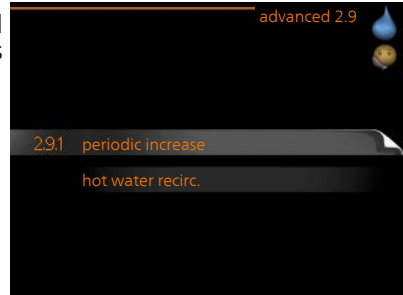 advanced 2.9
2.9.1 periodic increase
hot water recirc.